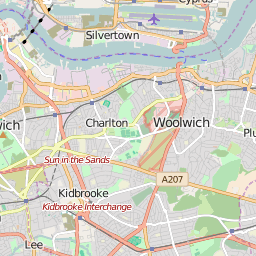 Cyprus
Silvertown
Charlton
Woolwich
wich
Plu
Sun in the Sands
A207
Kidbrooke
Kidbrooke Interchange
Lee